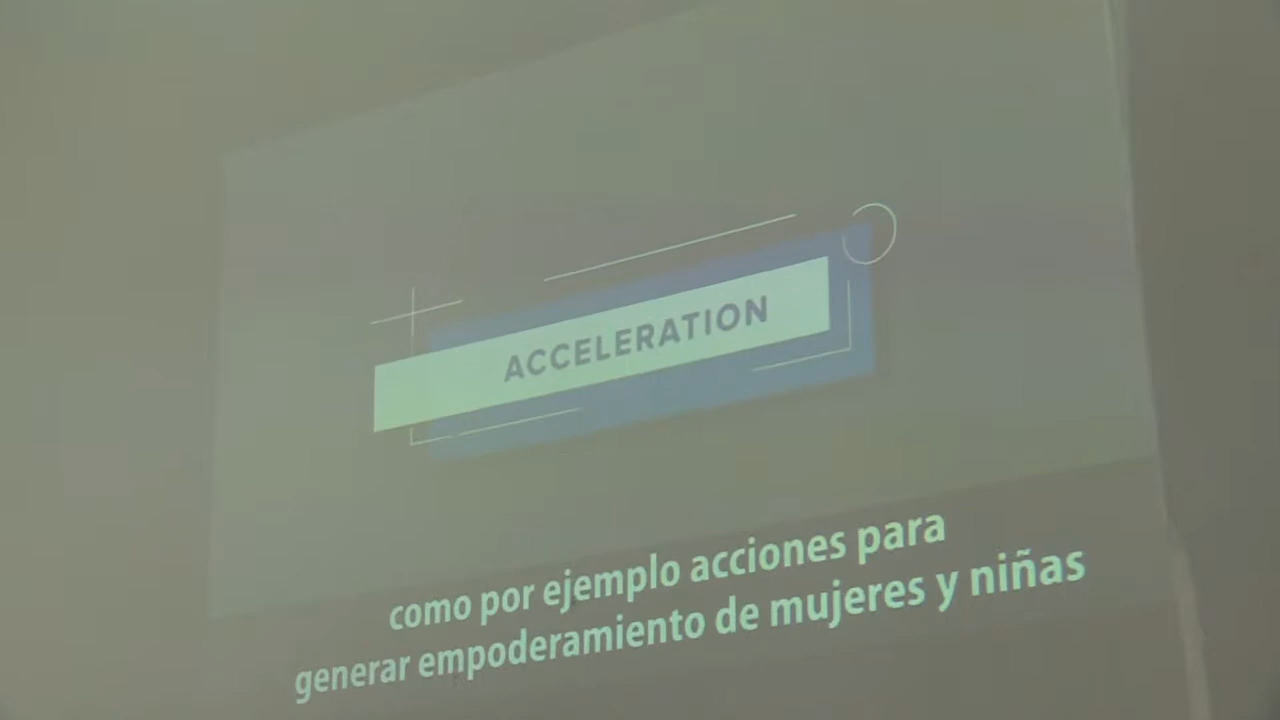 ACCELERATION
como por ejemplo acciones para
generar empoderamiento de mujeres y niñas